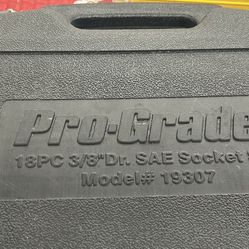 Pro-Grade
18PC 3/8"Dr. SAE Socket
Model# 19307